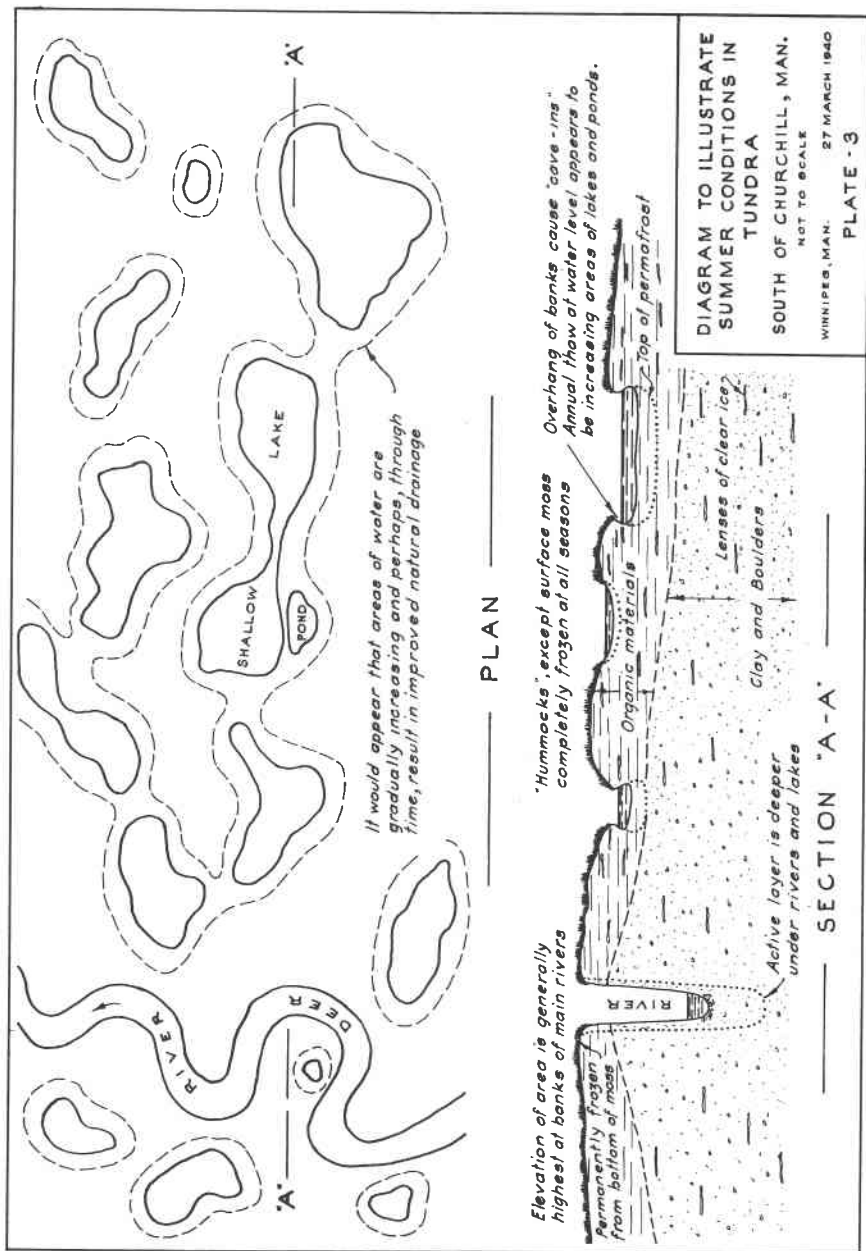 "A"
"A"
RIVER
DEER
SHALLOW
LAKE
POND
It would appear that areas of water are
gradually increasing and perhaps, through
time, result in improved natural drainage
PLAN
Elevation of area is generally
highest at banks of main rivers
"Hummocks", except surface moss
completely frozen at all seasons
Overhang of banks cause "cave-ins"
Annual thaw at water level appears to
be increasing areas of lakes and ponds.
Permanently frozen
from bottom of moss
RIVER
Organic materials
Top of permafrost
Lenses of clear ice
Clay and Boulders
Active layer is deeper
under rivers and lakes
SECTION "A-A"
DIAGRAM TO ILLUSTRATE
SUMMER CONDITIONS IN
TUNDRA
SOUTH OF CHURCHILL, MAN.
NOT TO SCALE
WINNIPEG, MAN. 27 MARCH 1940
PLATE - 3